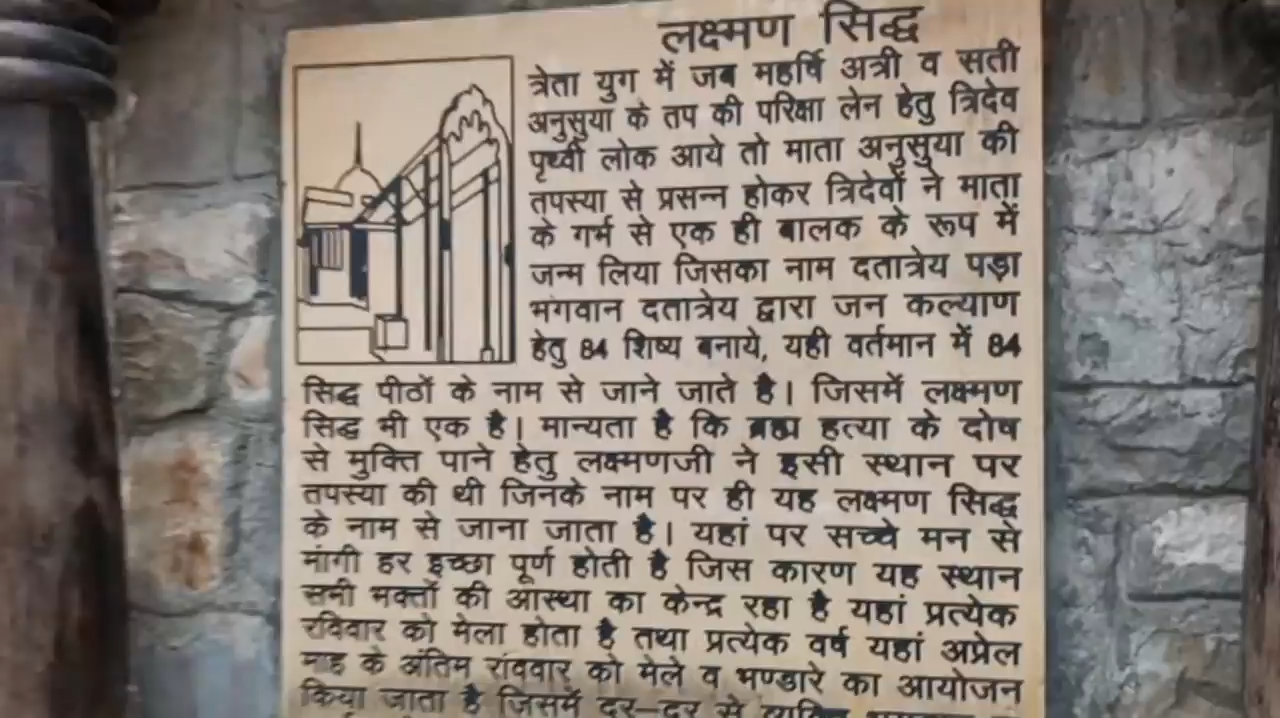 लक्ष्मण सिद्ध
त्रेता युग में जब महर्षि अत्री व सती
अनुसुया के तप की परिक्षा लेन हेतु त्रिदेव
पृथ्वी लोक आये तो माता अनुसुया की
तपस्या से प्रसन्न होकर त्रिदेवों ने माता
के गर्भ से एक ही बालक के रूप में
जन्म लिया जिसका नाम दतात्रेय पड़ा
भंगवान दतात्रेय द्वारा जन कल्याण
हेतु 84 शिष्य बनाये, यही वर्तमान में 84
सिद्ध पीठों के नाम से जाने जाते है। जिसमें लक्ष्मण
सिद्ध भी एक है। मान्यता है कि ब्रह्म हत्या के दोष
से मुक्ति पाने हेतु लक्ष्मणजी ने इसी स्थान पर
तपस्या की थी जिनके नाम पर ही यह लक्ष्मण सिद्ध
के नाम से जाना जाता है। यहां पर सच्चे मन से
मांगी हर इच्छा पूर्ण होती है जिस कारण यह स्थान
सभी भक्तों की आस्था का केन्द्र रहा है यहां प्रत्येक
रविवार को मेला होता है तथा प्रत्येक वर्ष यहां अप्रेल
माह के अंतिम रविवार को मेले व भण्डारे का आयोजन
किया जाता है जिसमें दूर-दूर से